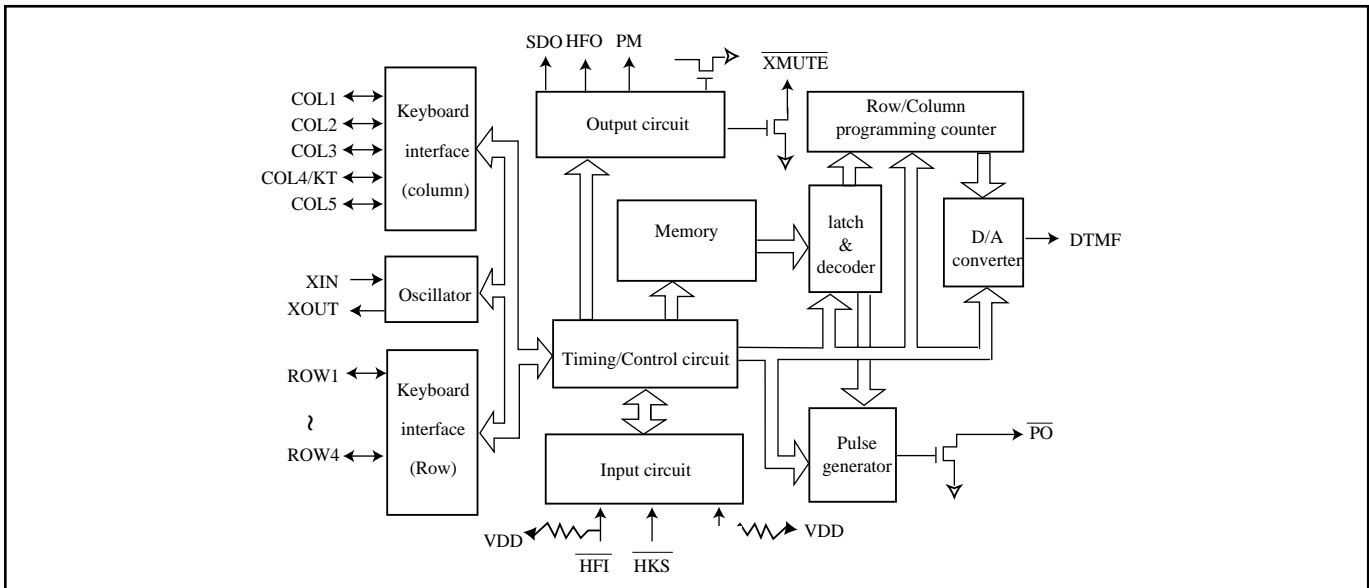 SDO HFO PM
XMUTE
COL1
COL2
COL3
COL4/KT
COL5
Keyboard
interface
(column)
Output circuit
Row/Column
programming counter
Memory
latch
&
decoder
D/A
converter
DTMF
XIN
XOUT
Oscillator
Timing/Control circuit
ROW1
~
ROW4
Keyboard
interface
(Row)
Input circuit
Pulse
generator
PO
VDD
HFI
HKS
VDD